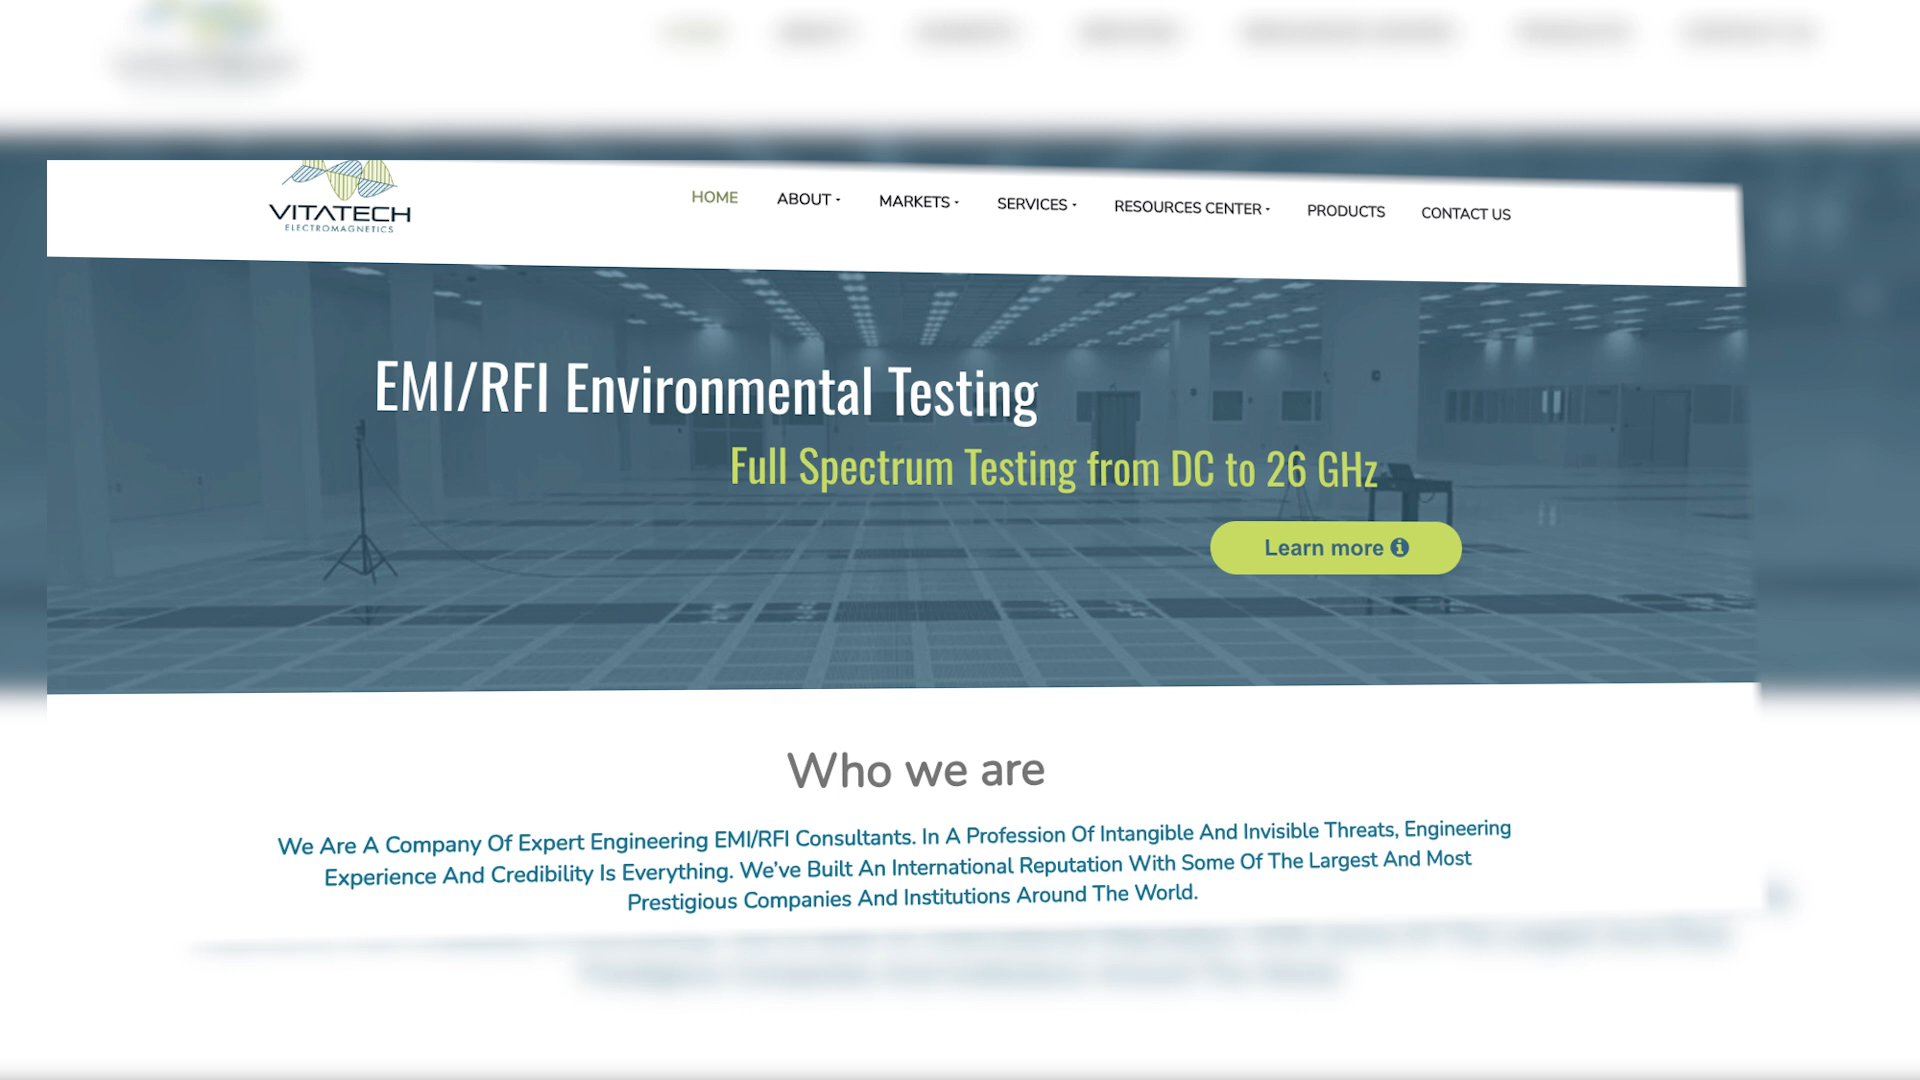 VITATECH
ELECTROMAGNETICS
HOME ABOUT MARKETS SERVICES RESOURCES CENTER PRODUCTS CONTACT US
EMI/RFI Environmental Testing
Full Spectrum Testing from DC to 26 GHz
Learn more
Who we are
We Are A Company Of Expert Engineering EMI/RFI Consultants. In A Profession Of Intangible And Invisible Threats, Engineering
Experience And Credibility Is Everything. We’ve Built An International Reputation With Some Of The Largest And Most
Prestigious Companies And Institutions Around The World.